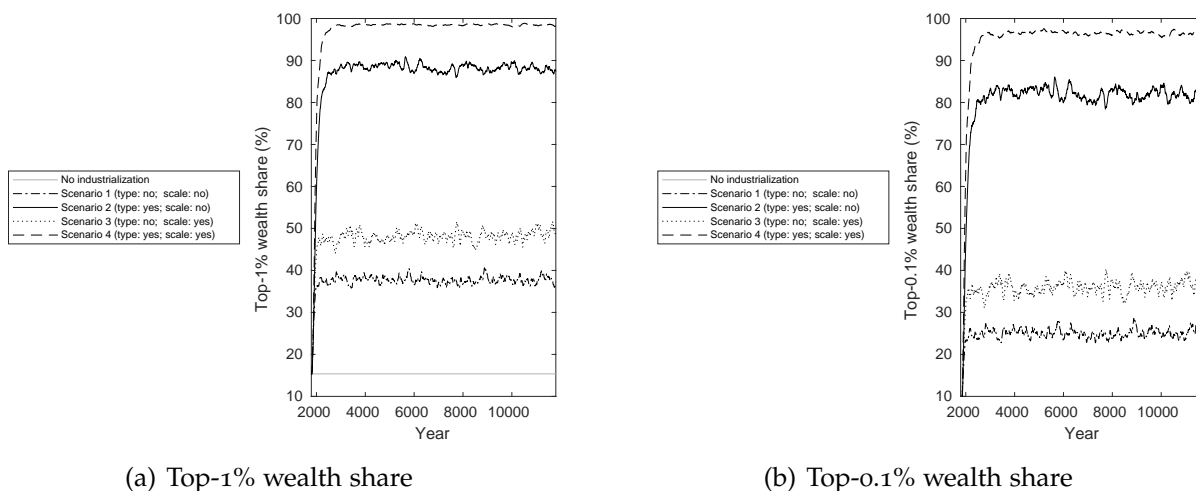 100
90
80
70
60
50
40
30
20
10
Top-1% wealth share (%)
2000 4000 6000 8000 10000
Year
No industrialization
Scenario 1 (type: no;  scale: no)
Scenario 2 (type: yes; scale: no)
Scenario 3 (type: no;  scale: yes)
Scenario 4 (type: yes; scale: yes)
(a) Top-1% wealth share
100
90
80
70
60
50
40
30
20
10
Top-0.1% wealth share (%)
2000 4000 6000 8000 10000
Year
No industrialization
Scenario 1 (type: no;  scale: no)
Scenario 2 (type: yes; scale: no)
Scenario 3 (type: no;  scale: yes)
Scenario 4 (type: yes; scale: yes)
(b) Top-0.1% wealth share